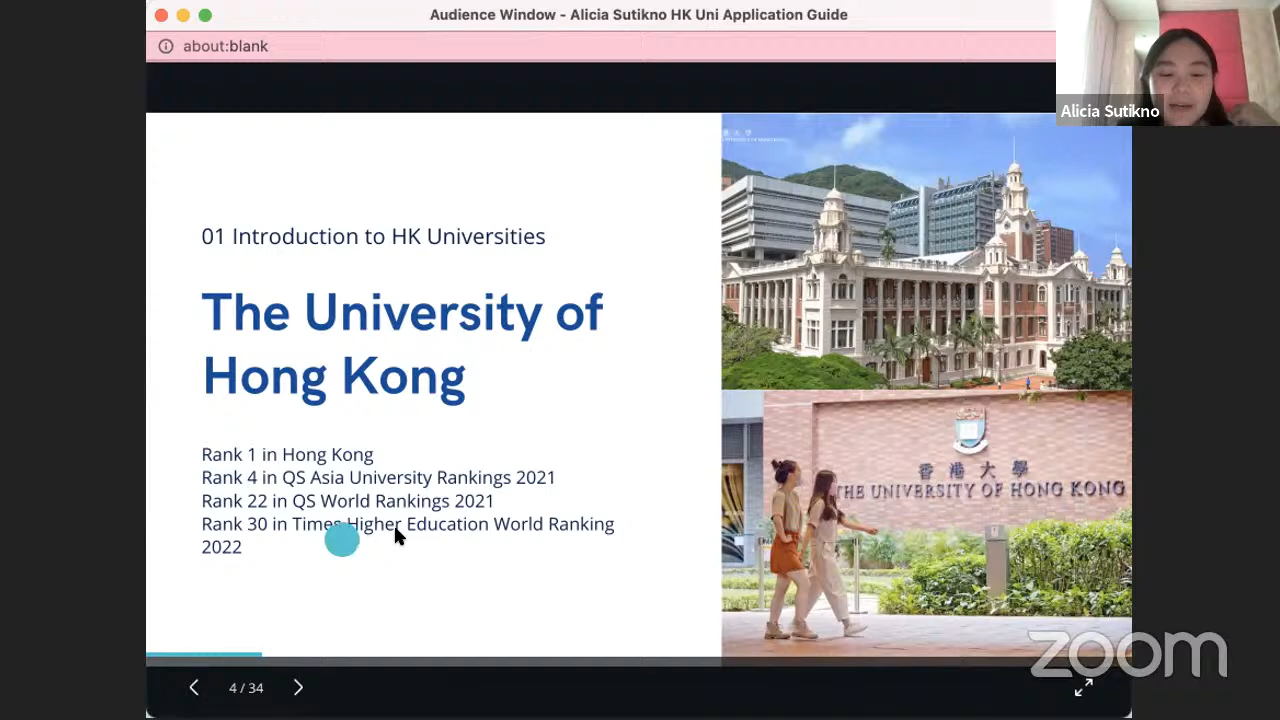 Audience Window - Alicia Sutikno HK Uni Application Guide
about:blank
Alicia Sutikno
01 Introduction to HK Universities
The University of
Hong Kong
Rank 1 in Hong Kong
Rank 4 in QS Asia University Rankings 2021
Rank 22 in QS World Rankings 2021
Rank 30 in Times Higher Education World Ranking
2022
香港大學
THE UNIVERSITY OF HONG KONG
zoom
4 / 34